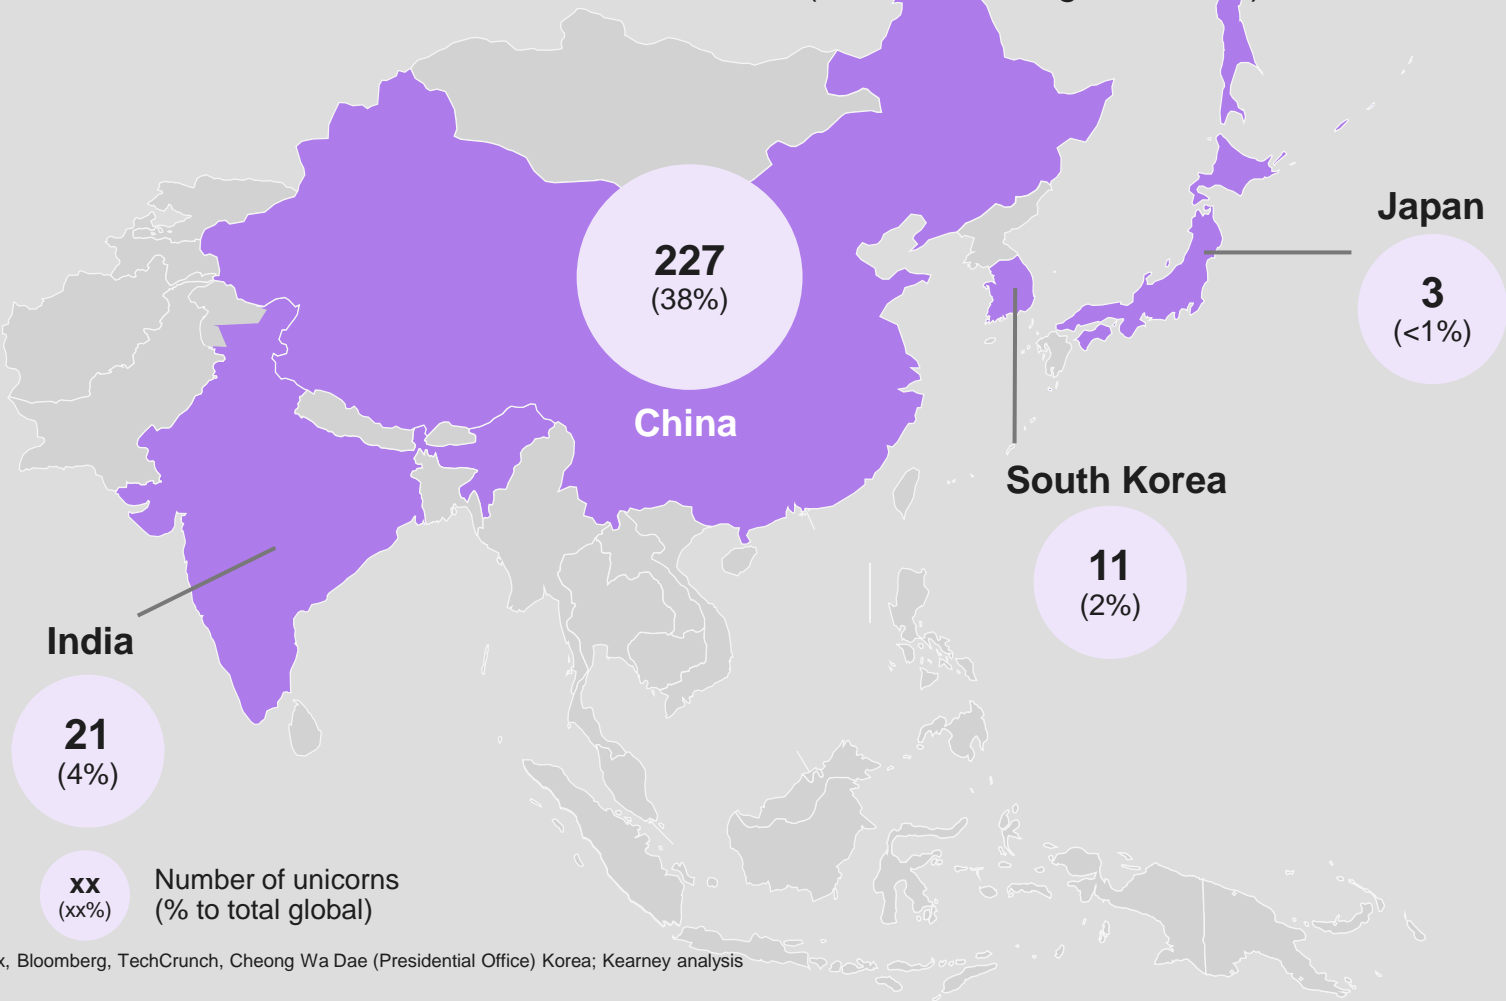 Japan
3
(<1%)
227
(38%)
China
South Korea
11
(2%)
India
21
(4%)
xx
(xx%)
Number of unicorns
(% to total global)
Bloomberg, TechCrunch, Cheong Wa Dae (Presidential Office) Korea; Kearney analysis